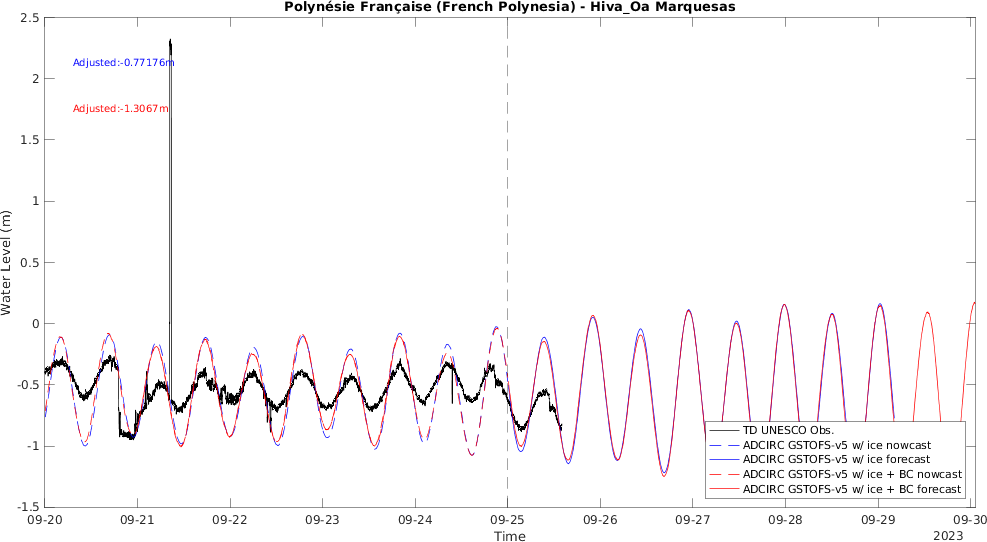 Polynésie Française (French Polynesia) - Hiva_Oa Marquesas
Adjusted:-0.77176m
Adjusted:-1.3067m
Water Level (m)
2.5
2
1.5
1
0.5
0
-0.5
-1
-1.5
TD UNESCO Obs.
ADCIRC GSTOFS-v5 w/ ice nowcast
ADCIRC GSTOFS-v5 w/ ice forecast
ADCIRC GSTOFS-v5 w/ ice + BC nowcast
ADCIRC GSTOFS-v5 w/ ice + BC forecast
09-20 09-21 09-22 09-23 09-24 09-25 09-26 09-27 09-28 09-29 09-30
Time
2023